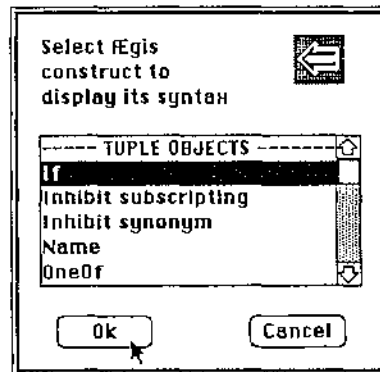 Select Ægis
construct to
display its syntax
----- TUPLE OBJECTS -----
If
Inhibit subscripting
Inhibit synonym
Name
OneOf
Ok
Cancel